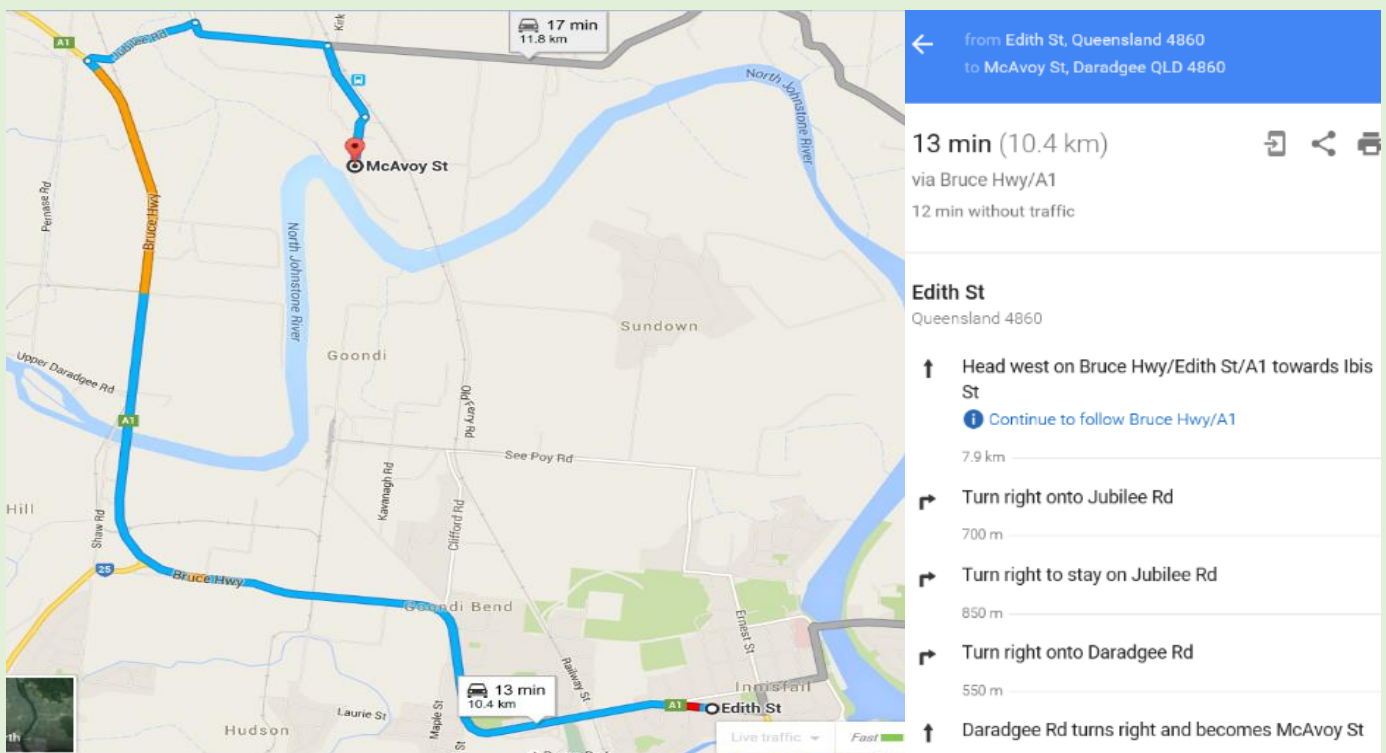 A1
Jubilee Rd
Kirk
17 min
11.8 km
North Johnstone River
McAvoy St
Pernase Rd
Bruce Hwy
North Johnstone River
Sundown
Goondi
Upper Daradgee Rd
A1
See Poy Rd
Kavanagh Rd
Clifford Rd
Hill
Shaw Rd
25
Bruce Hwy
Goondi Bend
Ernest St
Railway St
13 min
10.4 km
Innisfail
A1
Edith St
Laurie St
Maple St
St
Hudson
Live traffic
Fast
from Edith St, Queensland 4860
to McAvoy St, Daradgee QLD 4860
13 min (10.4 km)
via Bruce Hwy/A1
12 min without traffic
Edith St
Queensland 4860
Head west on Bruce Hwy/Edith St/A1 towards Ibis
St
Continue to follow Bruce Hwy/A1
7.9 km
Turn right onto Jubilee Rd
700 m
Turn right to stay on Jubilee Rd
850 m
Turn right onto Daradgee Rd
550 m
Daradgee Rd turns right and becomes McAvoy St